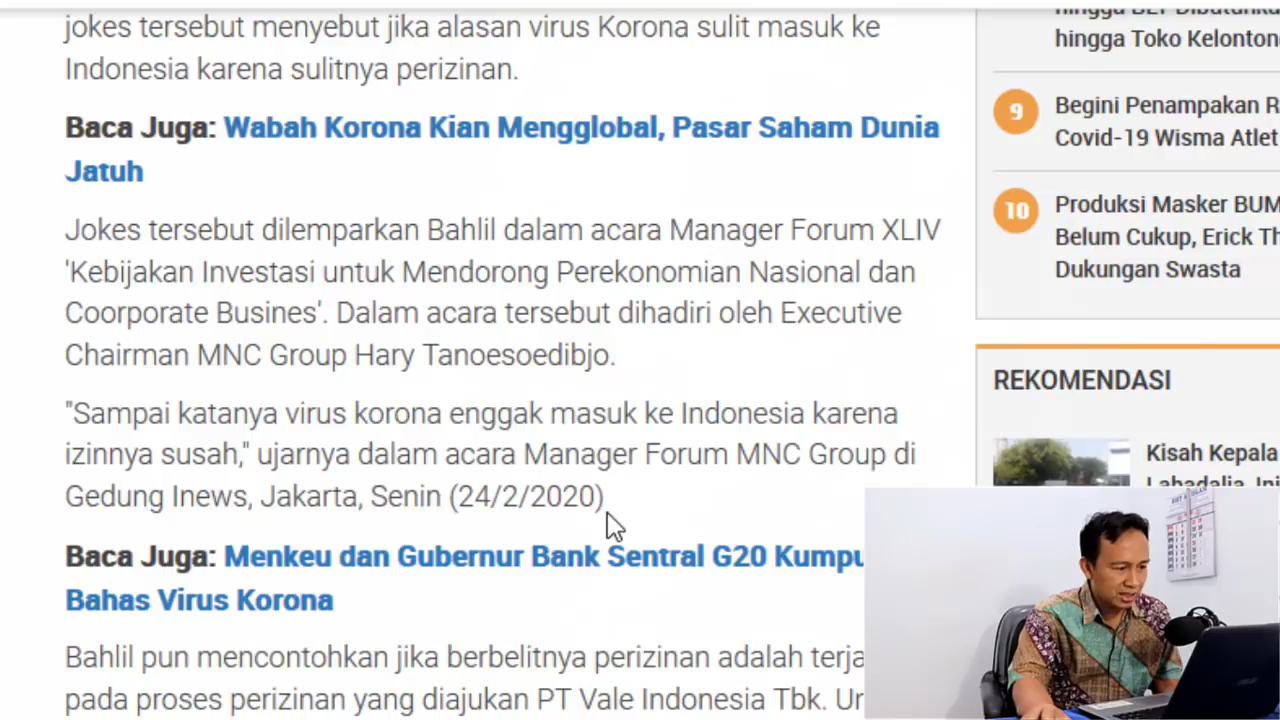 jokes tersebut menyebut jika alasan virus Korona sulit masuk ke
Indonesia karena sulitnya perizinan.
Baca Juga: Wabah Korona Kian Mengglobal, Pasar Saham Dunia
Jatuh
Jokes tersebut dilemparkan Bahlil dalam acara Manager Forum XLIV
'Kebijakan Investasi untuk Mendorong Perekonomian Nasional dan
Coorporate Busines'. Dalam acara tersebut dihadiri oleh Executive
Chairman MNC Group Hary Tanoesoedibjo.
"Sampai katanya virus korona enggak masuk ke Indonesia karena
izinnya susah," ujarnya dalam acara Manager Forum MNC Group di
Gedung Inews, Jakarta, Senin (24/2/2020)
Baca Juga: Menkeu dan Gubernur Bank Sentral G20 Kumpu
Bahas Virus Korona
Bahlil pun mencontohkan jika berbelitnya perizinan adalah terja
pada proses perizinan yang diajukan PT Vale Indonesia Tbk. Ur
hingga Toko Kelonton
9
Begini Penampakan R
Covid-19 Wisma Atlet
10
Produksi Masker BUM
Belum Cukup, Erick Th
Dukungan Swasta
REKOMENDASI
Kisah Kepala